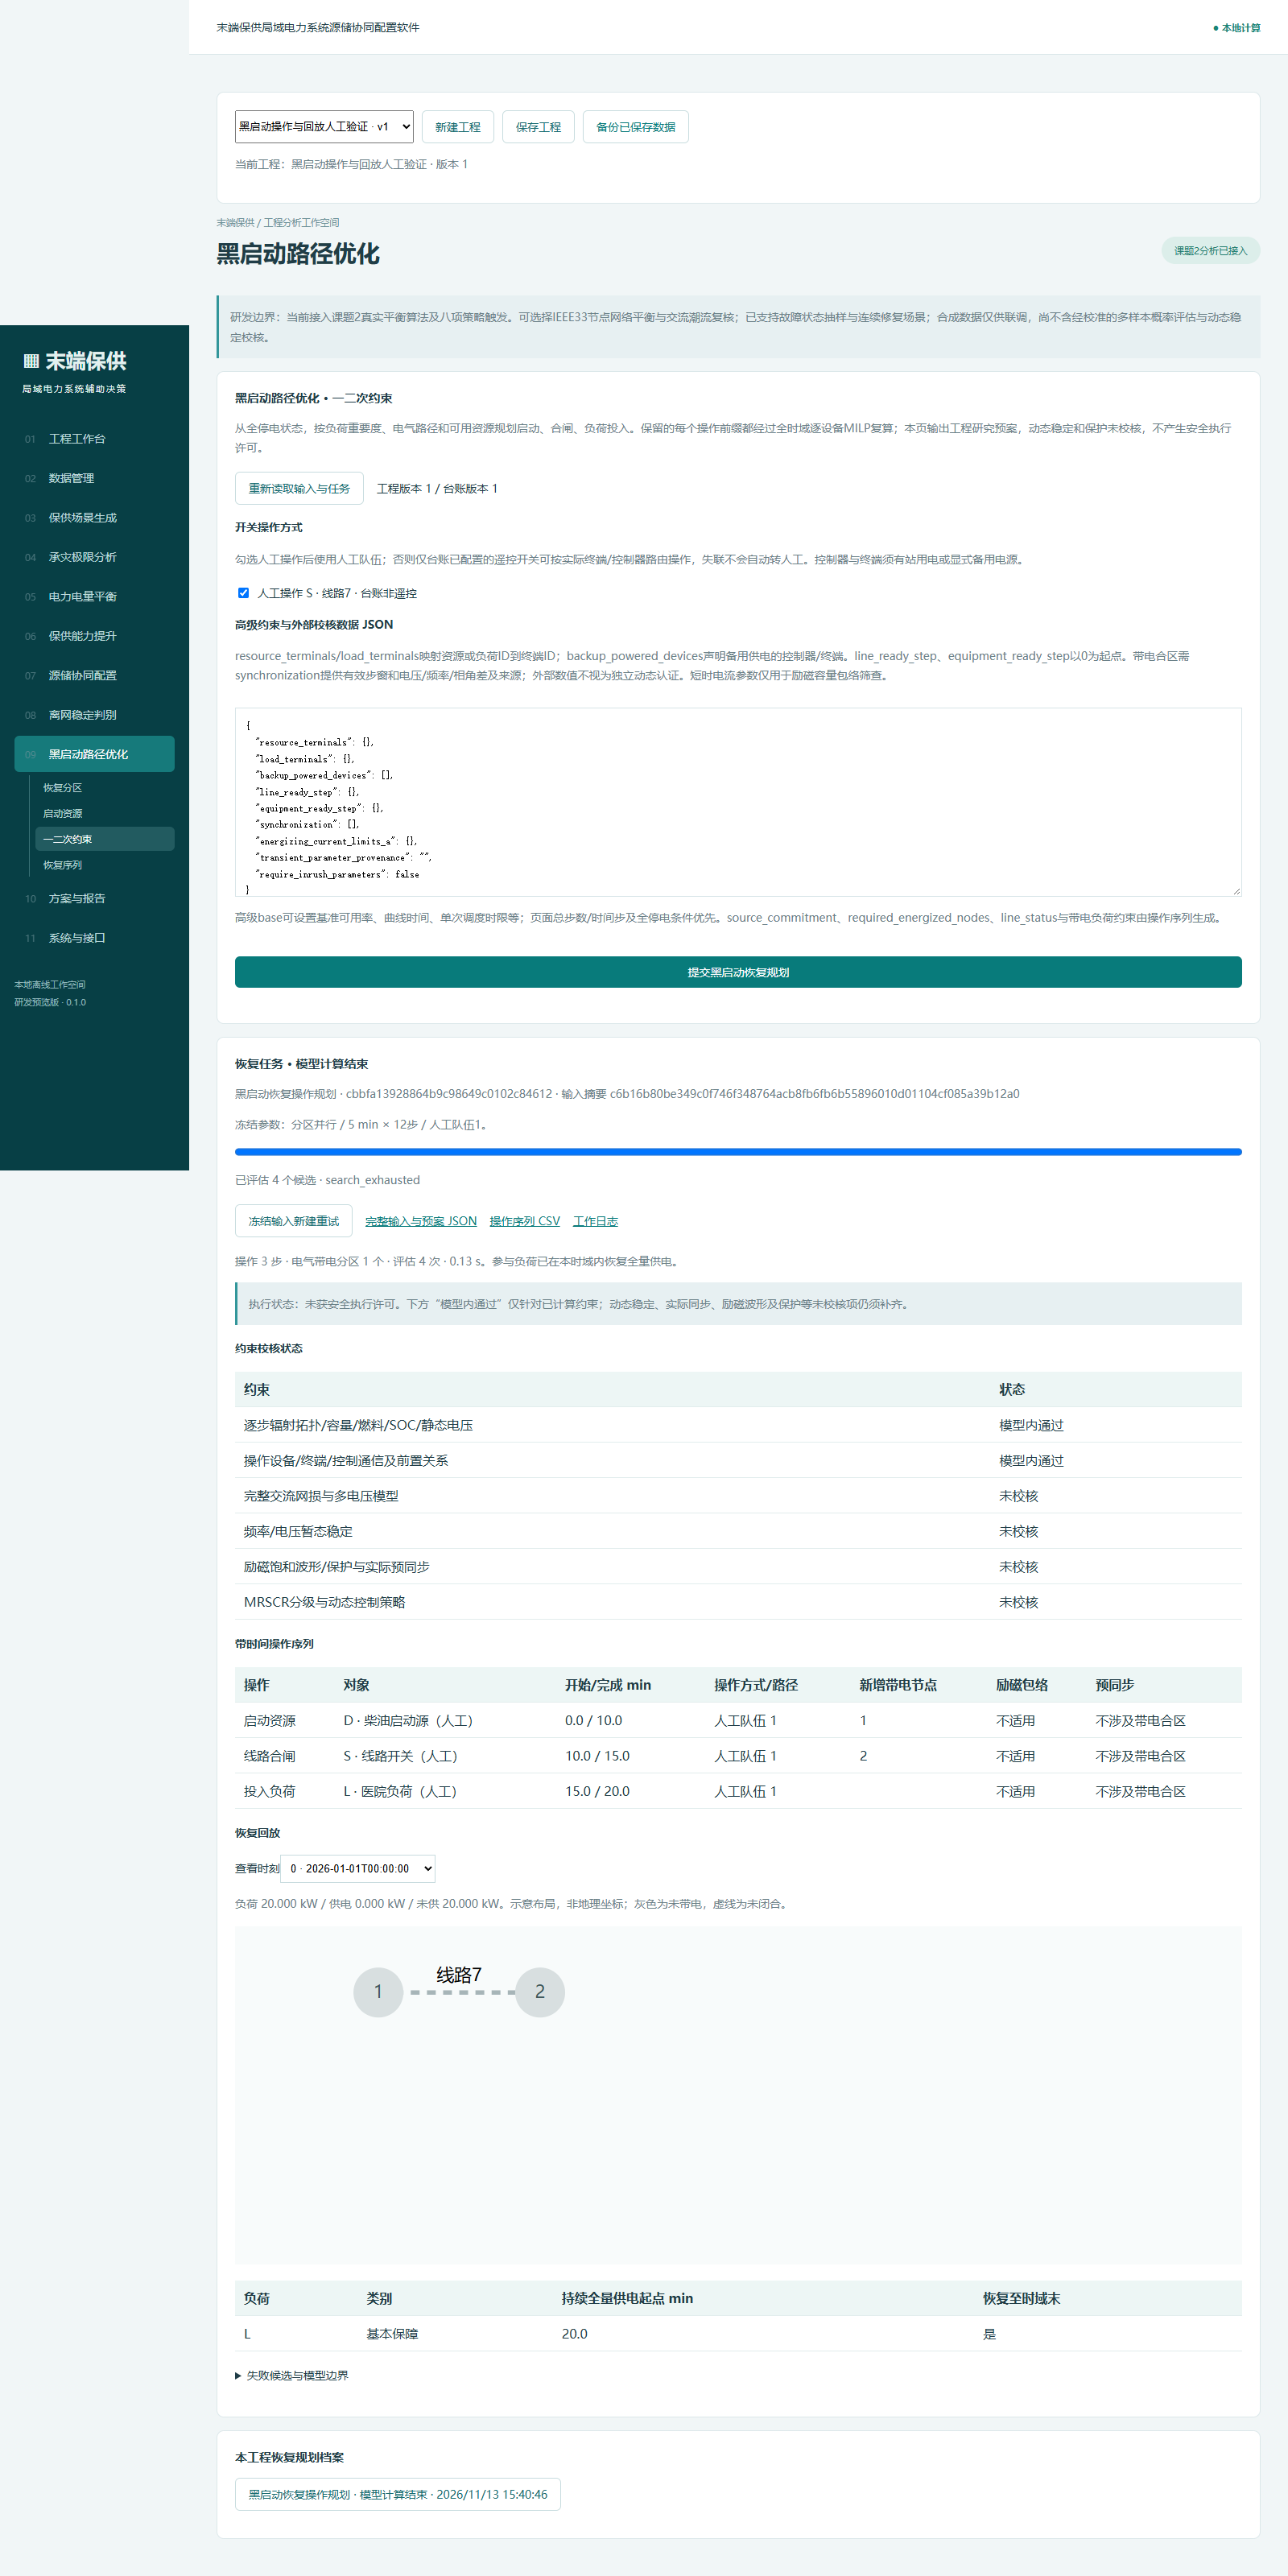 末端保供局域电力系统源储协同配置软件
● 本地计算
黑启动操作与回放人工验证 · v1
新建工程
保存工程
备份已保存数据
当前工程：黑启动操作与回放人工验证 · 版本 1
末端保供 / 工程分析工作空间
黑启动路径优化
课题2分析已接入
研发边界：当前接入课题2真实平衡算法及八项策略触发。可选择IEEE33节点网络平衡与交流潮流复核；已支持故障状态抽样与连续修复场景；合成数据仅供联调，尚不含经校准的多样本概率评估与动态稳
定校核。
▦ 末端保供
局域电力系统辅助决策
01 工程工作台
02 数据管理
03 保供场景生成
04 承灾极限分析
05 电力电量平衡
06 保供能力提升
07 源储协同配置
08 离网稳定判别
09 黑启动路径优化
恢复分区
启动资源
一二次约束
恢复序列
10 方案与报告
11 系统与接口
本地离线工作空间
研发预览版 · 0.1.0
黑启动路径优化 • 一二次约束
从全停电状态，按负荷重要度、电气路径和可用资源规划启动、合闸、负荷投入。保留的每个操作前缀都经过全时域逐设备MILP复算；本页输出工程研究预案，动态稳定和保护未校核，不产生安全执行
许可。
重新读取输入与任务
工程版本 1 / 台账版本 1
开关操作方式
勾选人工操作后使用人工队伍；否则仅台账已配置的遥控开关可按实际终端/控制器路由操作，失联不会自动转人工。控制器与终端须有站用电或显式备用电源。
人工操作 S · 线路7 · 台账非遥控
高级约束与外部校核数据 JSON
resource_terminals/load_terminals映射资源或负荷ID到终端ID；backup_powered_devices声明备用供电的控制器/终端。line_ready_step、equipment_ready_step以0为起点。带电合区需
synchronization提供有效步窗和电压/频率/相角差及来源；外部数值不视为独立动态认证。短时电流参数仅用于励磁容量包络筛查。
{
"resource_terminals": {},
"load_terminals": {},
"backup_powered_devices": [],
"line_ready_step": {},
"equipment_ready_step": {},
"synchronization": [],
"energizing_current_limits_a": {},
"transient_parameter_provenance": "",
"require_inrush_parameters": false
}
高级base可设置基准可用率、曲线时间、单次调度时限等；页面总步数/时间步及全停电条件优先。source_commitment、required_energized_nodes、line_status与带电负荷约束由操作序列生成。
提交黑启动恢复规划
恢复任务 • 模型计算结束
黑启动恢复操作规划 · cbbfa13928864b9c98649c0102c84612 · 输入摘要 c6b16b80be349c0f746f348764acb8fb6fb6b55896010d01104cf085a39b12a0
冻结参数：分区并行 / 5 min × 12步 / 人工队伍1。
已评估 4 个候选 · search_exhausted
冻结输入新建重试
完整输入与预案 JSON
操作序列 CSV
工作日志
操作 3 步 · 电气带电分区 1 个 · 评估 4 次 · 0.13 s。参与负荷已在本时域内恢复全量供电。
执行状态：未获安全执行许可。下方“模型内通过”仅针对已计算约束；动态稳定、实际同步、励磁波形及保护等未校核项仍须补齐。
约束校核状态
约束 状态
逐步辐射拓扑/容量/燃料/SOC/静态电压 模型内通过
操作设备/终端/控制通信及前置关系 模型内通过
完整交流网损与多电压模型 未校核
频率/电压暂态稳定 未校核
励磁饱和波形/保护与实际预同步 未校核
MRSCR分级与动态控制策略 未校核
带时间操作序列
操作 对象 开始/完成 min 操作方式/路径 新增带电节点 励磁包络 预同步
启动资源 D · 柴油启动源（人工） 0.0 / 10.0 人工队伍 1 1 不适用 不涉及带电合区
线路合闸 S · 线路开关（人工） 10.0 / 15.0 人工队伍 1 2 不适用 不涉及带电合区
投入负荷 L · 医院负荷（人工） 15.0 / 20.0 人工队伍 1 不适用 不涉及带电合区
恢复回放
查看时刻 0 · 2026-01-01T00:00:00
负荷 20.000 kW / 供电 0.000 kW / 未供 20.000 kW。示意布局，非地理坐标；灰色为未带电，虚线为未闭合。
1 线路7 2
负荷 类别 持续全量供电起点 min 恢复至时域末
L 基本保障 20.0 是
▶ 失败候选与模型边界
本工程恢复规划档案
黑启动恢复操作规划 · 模型计算结束 · 2026/11/13 15:40:46